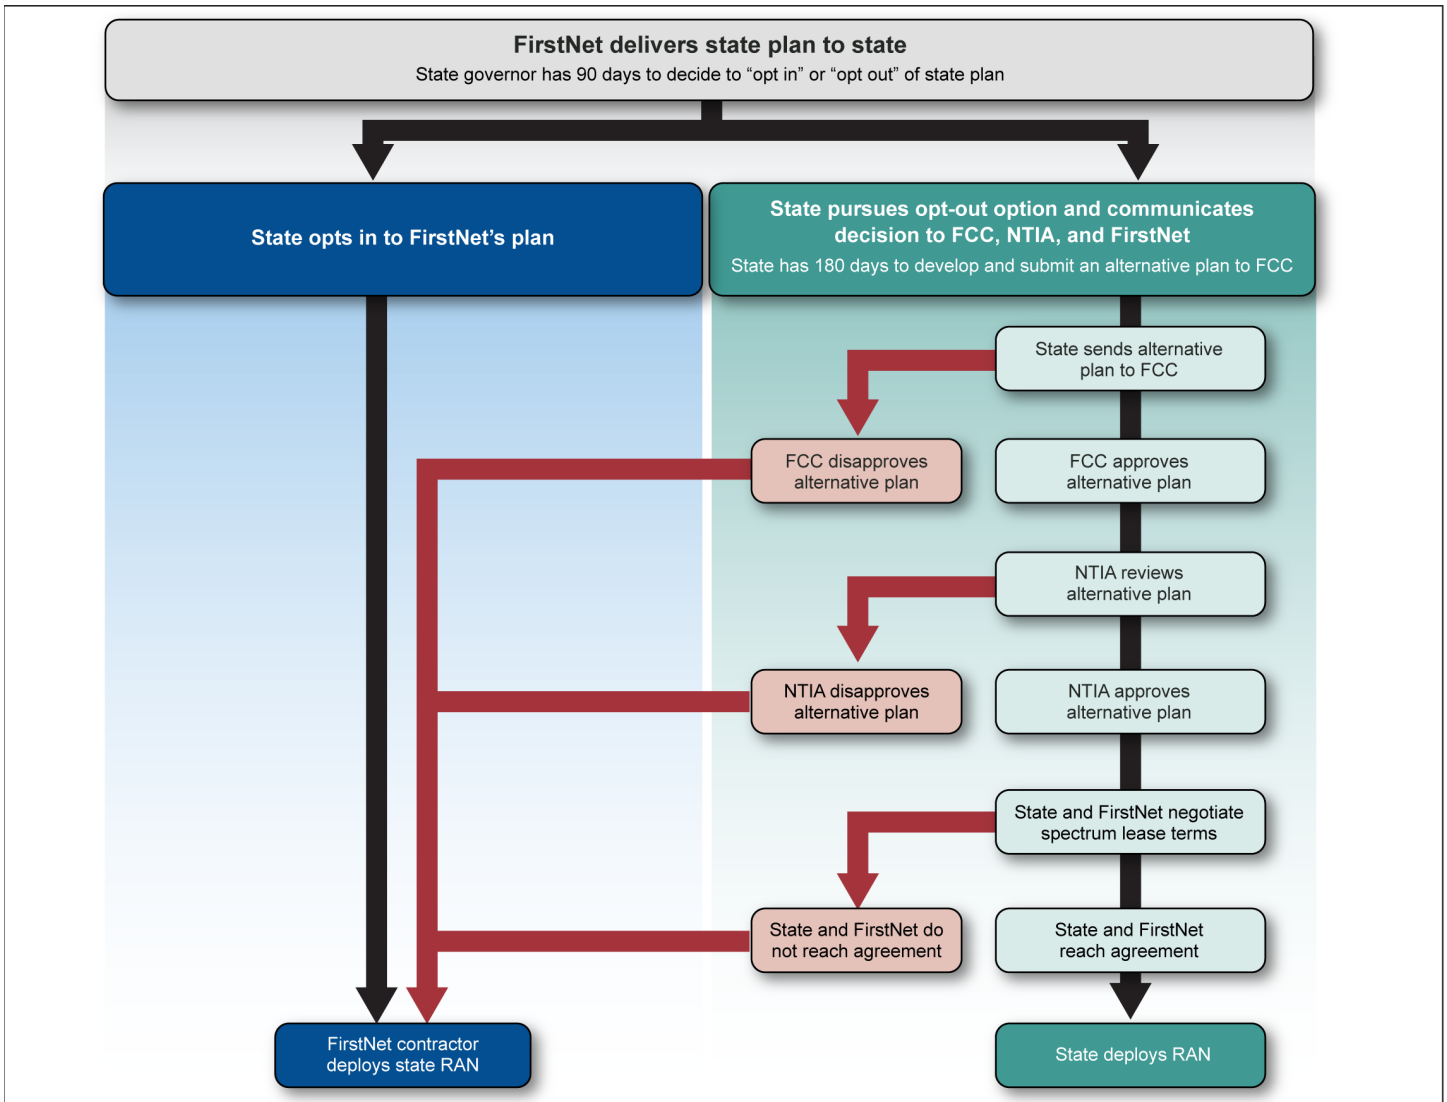 FirstNet delivers state plan to state
State governor has 90 days to decide to “opt in” or “opt out” of state plan
State opts in to FirstNet’s plan
State pursues opt-out option and communicates
decision to FCC, NTIA, and FirstNet
State has 180 days to develop and submit an alternative plan to FCC
State sends alternative
plan to FCC
FCC disapproves
alternative plan
FCC approves
alternative plan
NTIA reviews
alternative plan
NTIA disapproves
alternative plan
NTIA approves
alternative plan
State and FirstNet negotiate
spectrum lease terms
State and FirstNet do
not reach agreement
State and FirstNet
reach agreement
FirstNet contractor
deploys state RAN
State deploys RAN